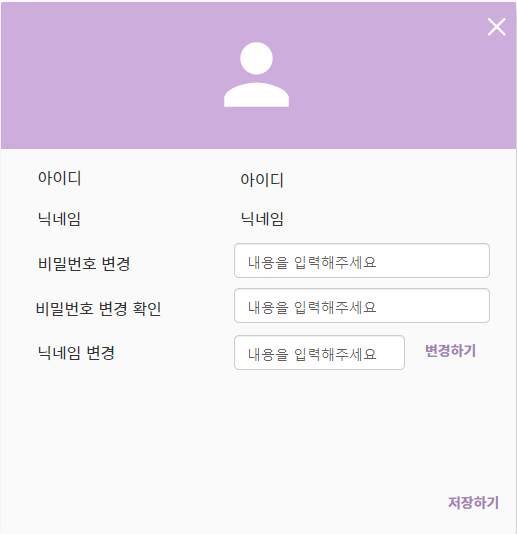 아이디 아이디
닉네임 닉네임
비밀번호 변경 내용을 입력해주세요
비밀번호 변경 확인 내용을 입력해주세요
닉네임 변경 내용을 입력해주세요 변경하기
저장하기